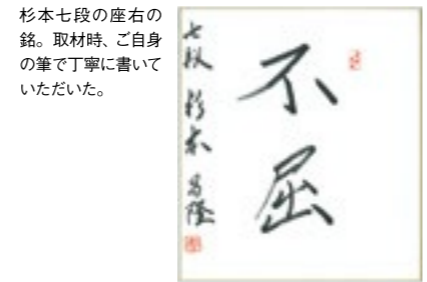 杉本七段の座右の
銘。取材時、ご自身
の筆で丁寧に書いて
いただいた。
不屈
七段 杉本 昌隆